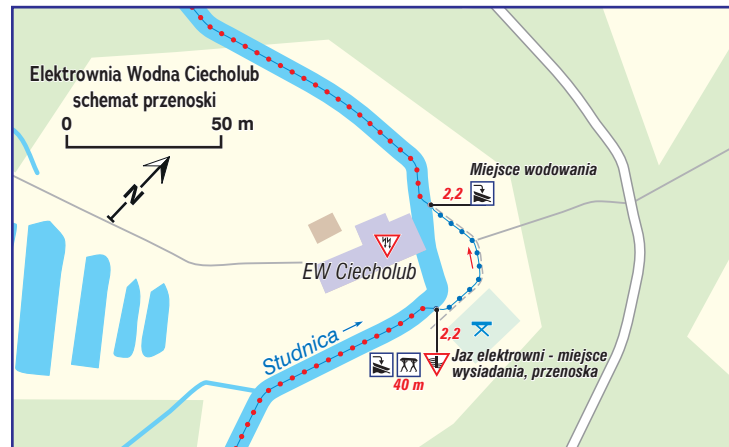 Elektrownia Wodna Ciecholub
schemat przenoski
0 50 m
N
Miejsce wodowania
2,2
EW Ciecholub
Studnica
2,2
Jaz elektrowni - miejsce
wysiadania, przenoska
40 m